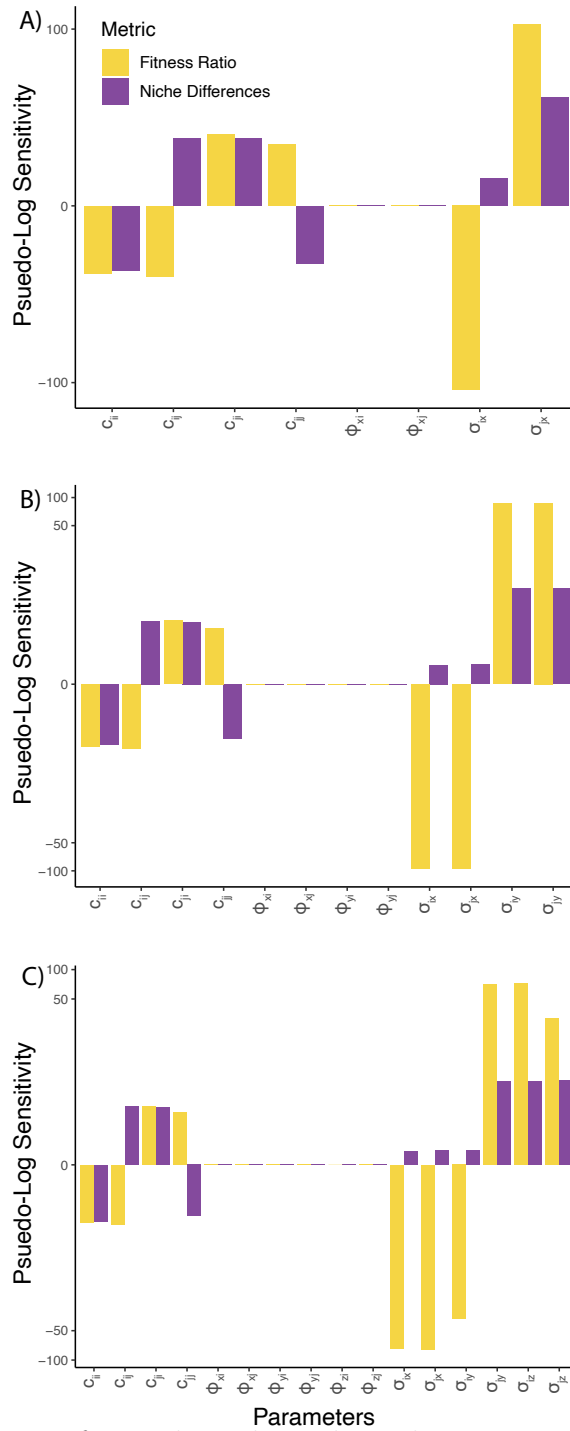 A)
Metric
Fitness Ratio
Niche Differences
Psuedo-Log Sensitivity
100
0
−100
c_ii c_ij c_ji c_jj ϕ_xi ϕ_xj σ_ix σ_jx
B)
Psuedo-Log Sensitivity
100
50
0
−50
−100
c_ii c_ij c_ji c_jj ϕ_xi ϕ_xj ϕ_yi ϕ_yj σ_ix σ_jx σ_iy σ_jy
C)
Psuedo-Log Sensitivity
100
50
0
−50
−100
c_ii c_ij c_ji c_jj ϕ_xi ϕ_xj ϕ_yi ϕ_yj ϕ_zi ϕ_zj σ_ix σ_jx σ_iy σ_jy σ_iz σ_jz
Parameters